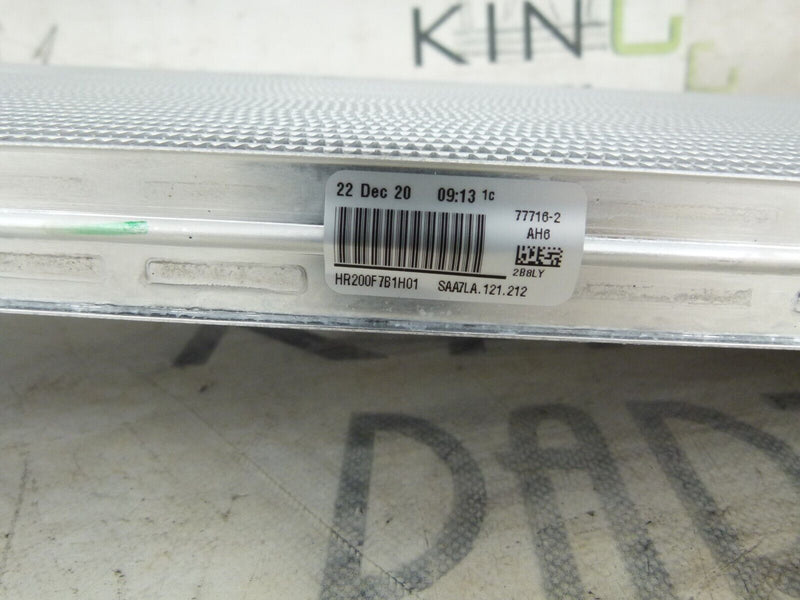 KING
22 Dec 20 09:13 1c
77716-2
AH6
2B8LY
HR200F7B1H01 SAA7LA.121.212